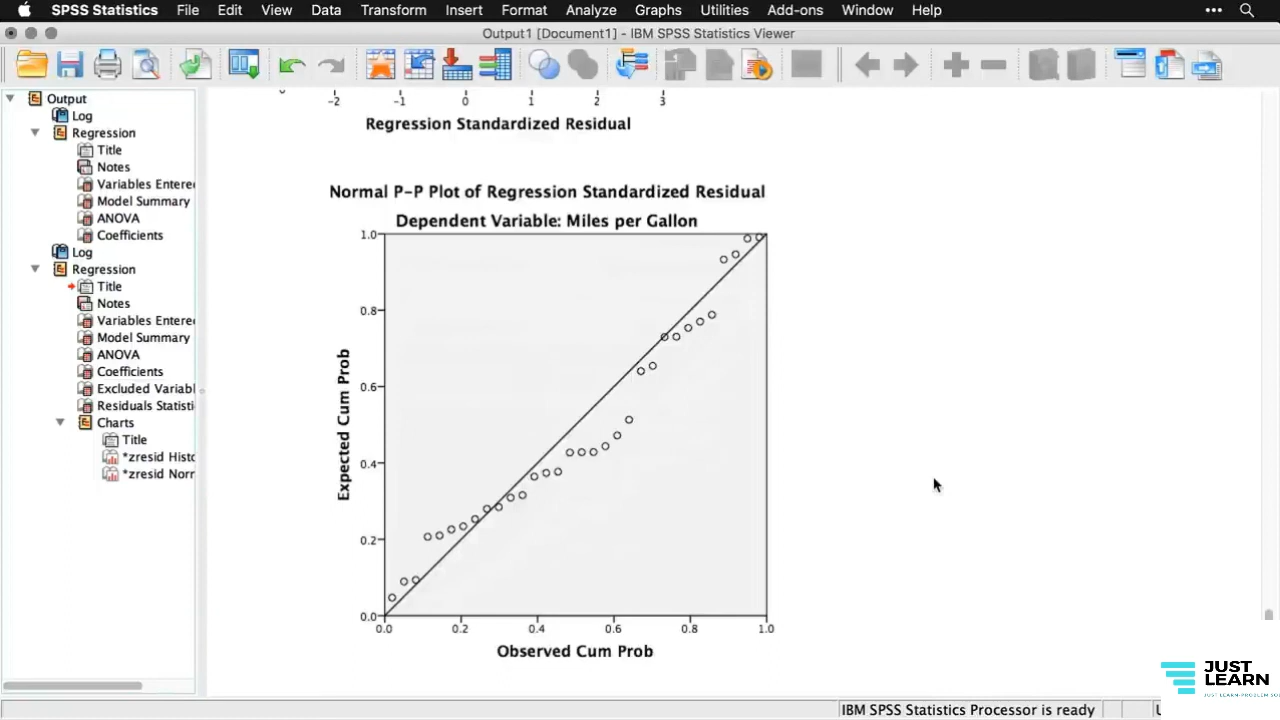 SPSS Statistics File Edit View Data Transform Insert Format Analyze Graphs Utilities Add-ons Window Help
Output1 [Document1] - IBM SPSS Statistics Viewer
Output
Log
Regression
Title
Notes
Variables Entere
Model Summary
ANOVA
Coefficients
Log
Regression
Title
Notes
Variables Entere
Model Summary
ANOVA
Coefficients
Excluded Variabl
Residuals Statisti
Charts
Title
*zresid Histo
*zresid Norr
-2 -1 0 1 2 3
Regression Standardized Residual
Normal P-P Plot of Regression Standardized Residual
Dependent Variable: Miles per Gallon
1.0
0.8
0.6
0.4
0.2
0.0
Expected Cum Prob
0.0 0.2 0.4 0.6 0.8 1.0
Observed Cum Prob
JUST
LEARN
IBM SPSS Statistics Processor is ready